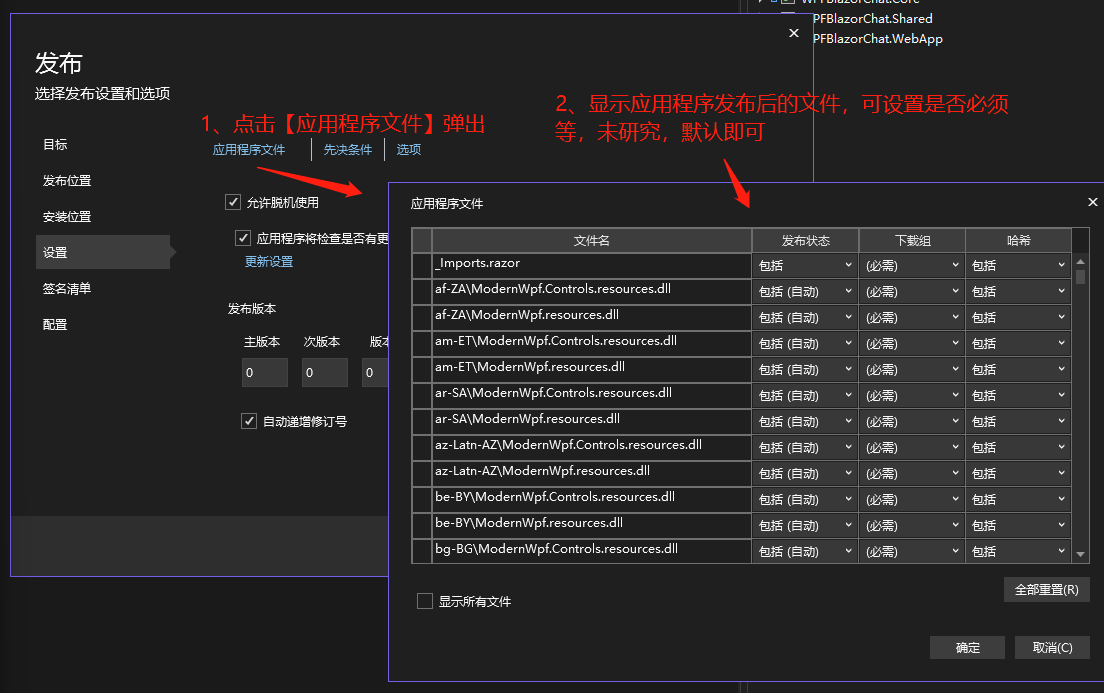 WPFBlazorChat.Core
PFBlazorChat.Shared
PFBlazorChat.WebApp
发布
选择发布设置和选项
1、点击【应用程序文件】弹出
2、显示应用程序发布后的文件，可设置是否必须
等，未研究，默认即可
目标
发布位置
安装位置
设置
签名清单
配置
应用程序文件
先决条件
选项
允许脱机使用
应用程序将检查是否有更
更新设置
发布版本
主版本
次版本
版本
0
0
0
自动递增修订号
应用程序文件
文件名 发布状态 下载组 哈希
_Imports.razor 包括 (必需) 包括
af-ZA\ModernWpf.Controls.resources.dll 包括 (自动) (必需) 包括
af-ZA\ModernWpf.resources.dll 包括 (自动) (必需) 包括
am-ET\ModernWpf.Controls.resources.dll 包括 (自动) (必需) 包括
am-ET\ModernWpf.resources.dll 包括 (自动) (必需) 包括
ar-SA\ModernWpf.Controls.resources.dll 包括 (自动) (必需) 包括
ar-SA\ModernWpf.resources.dll 包括 (自动) (必需) 包括
az-Latn-AZ\ModernWpf.Controls.resources.dll 包括 (自动) (必需) 包括
az-Latn-AZ\ModernWpf.resources.dll 包括 (自动) (必需) 包括
be-BY\ModernWpf.Controls.resources.dll 包括 (自动) (必需) 包括
be-BY\ModernWpf.resources.dll 包括 (自动) (必需) 包括
bg-BG\ModernWpf.Controls.resources.dll 包括 (自动) (必需) 包括
显示所有文件
全部重置(R)
确定
取消(C)